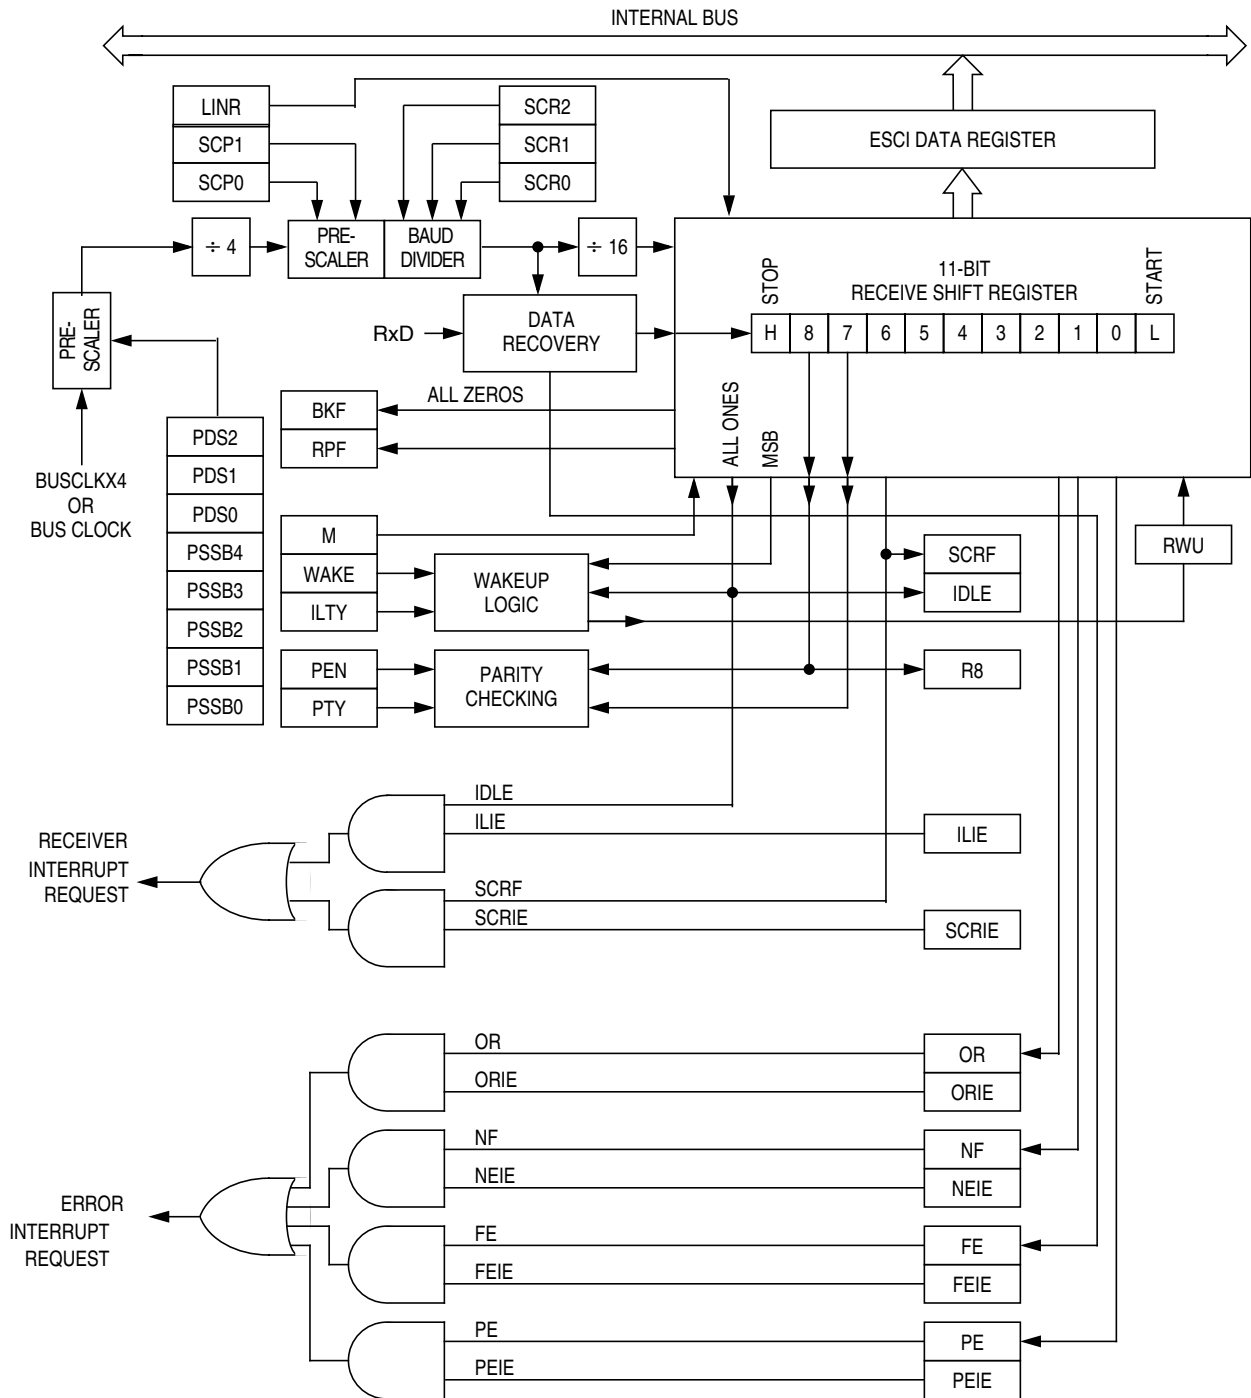 INTERNAL BUS
LINR
SCP1
SCP0
SCR2
SCR1
SCR0
ESCI DATA REGISTER
÷ 4
PRE-
SCALER
BAUD
DIVIDER
÷ 16
PRE-
SCALER
RxD
DATA
RECOVERY
STOP
11-BIT
RECEIVE SHIFT REGISTER
START
H 8 7 6 5 4 3 2 1 0 L
ALL ZEROS
BKF
RPF
ALL ONES
MSB
BUSCLKX4
OR
BUS CLOCK
PDS2
PDS1
PDS0
PSSB4
PSSB3
PSSB2
PSSB1
PSSB0
M
WAKE
ILTY
WAKEUP
LOGIC
SCRF
IDLE
RWU
PEN
PTY
PARITY
CHECKING
R8
RECEIVER
INTERRUPT
REQUEST
IDLE
ILIE
ILIE
SCRF
SCRIE
SCRIE
ERROR
INTERRUPT
REQUEST
OR
ORIE
OR
ORIE
NF
NEIE
NF
NEIE
FE
FEIE
FE
FEIE
PE
PEIE
PE
PEIE